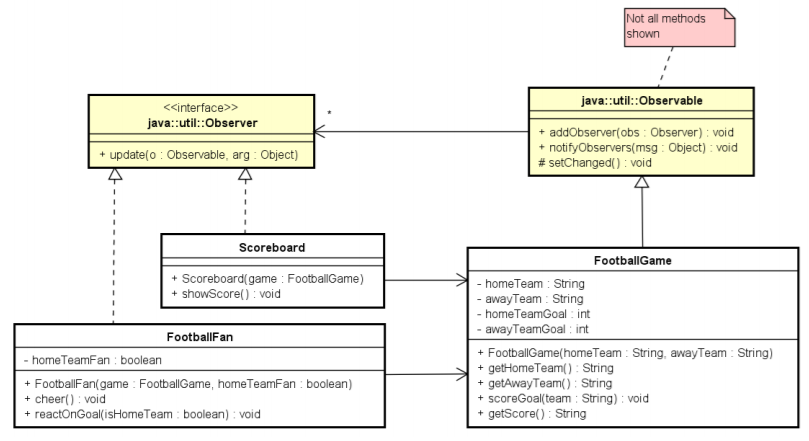 Not all methods
shown
<<interface>>
java::util::Observer
+ update(o : Observable, arg : Object)
*
java::util::Observable
+ addObserver(obs : Observer) : void
+ notifyObservers(msg : Object) : void
# setChanged() : void
Scoreboard
+ Scoreboard(game : FootballGame)
+ showScore() : void
FootballGame
- homeTeam : String
- awayTeam : String
- homeTeamGoal : int
- awayTeamGoal : int
+ FootballGame(homeTeam : String, awayTeam : String)
+ getHomeTeam() : String
+ getAwayTeam() : String
+ scoreGoal(team : String) : void
+ getScore() : String
FootballFan
- homeTeamFan : boolean
+ FootballFan(game : FootballGame, homeTeamFan : boolean)
+ cheer() : void
+ reactOnGoal(isHomeTeam : boolean) : void